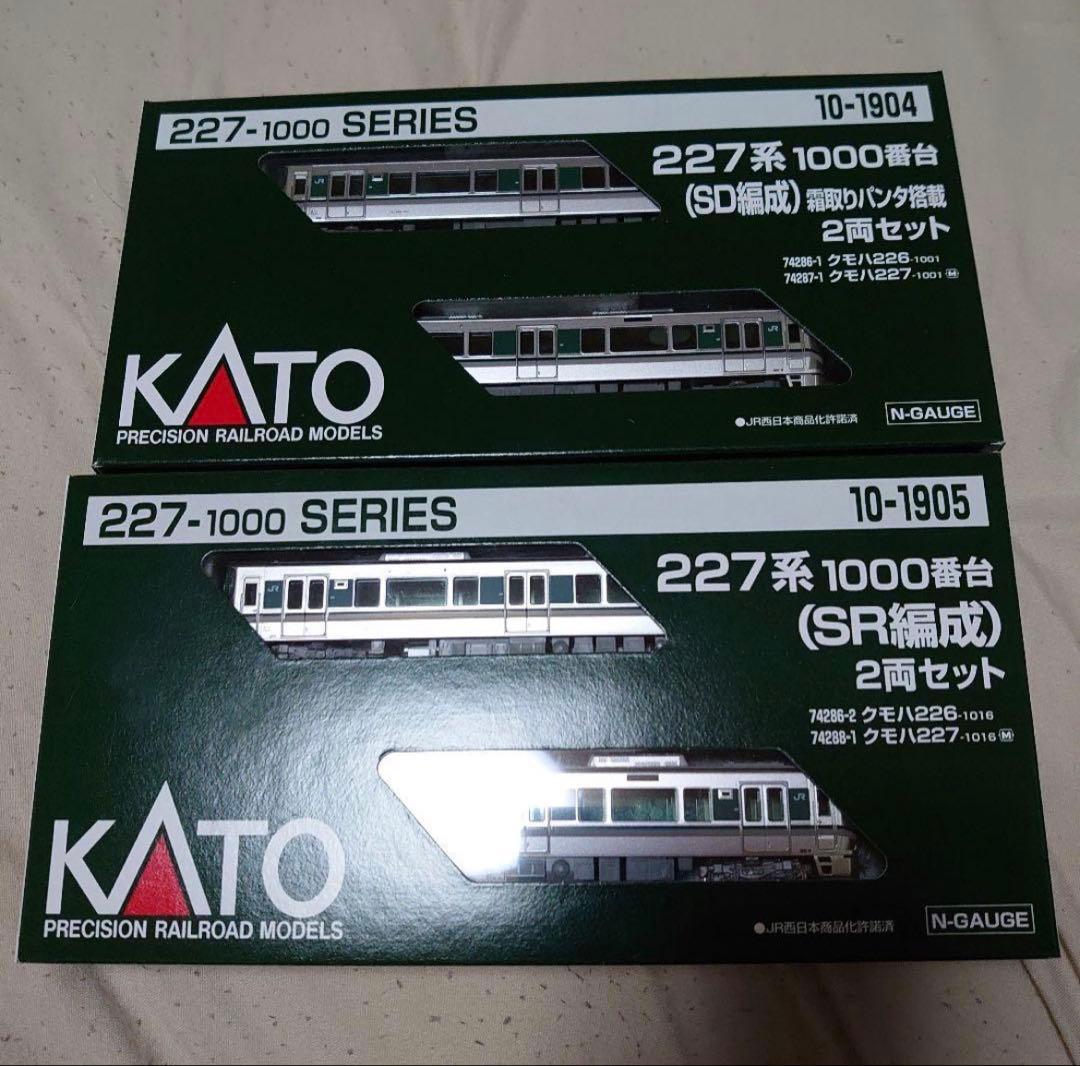 227-1000 SERIES
10-1904
227系 1000番台
(SD編成) 霜取りパンタ搭載
2両セット
74286-1 クモハ226-1001
74287-1 クモハ227-1001 M
JR
JR
KATO
PRECISION RAILROAD MODELS
●JR西日本商品化許諾済
N-GAUGE
227-1000 SERIES
10-1905
227系 1000番台
(SR編成)
2両セット
74286-2 クモハ226-1016
74288-1 クモハ227-1016 M
JR
JR
KATO
PRECISION RAILROAD MODELS
●JR西日本商品化許諾済
N-GAUGE